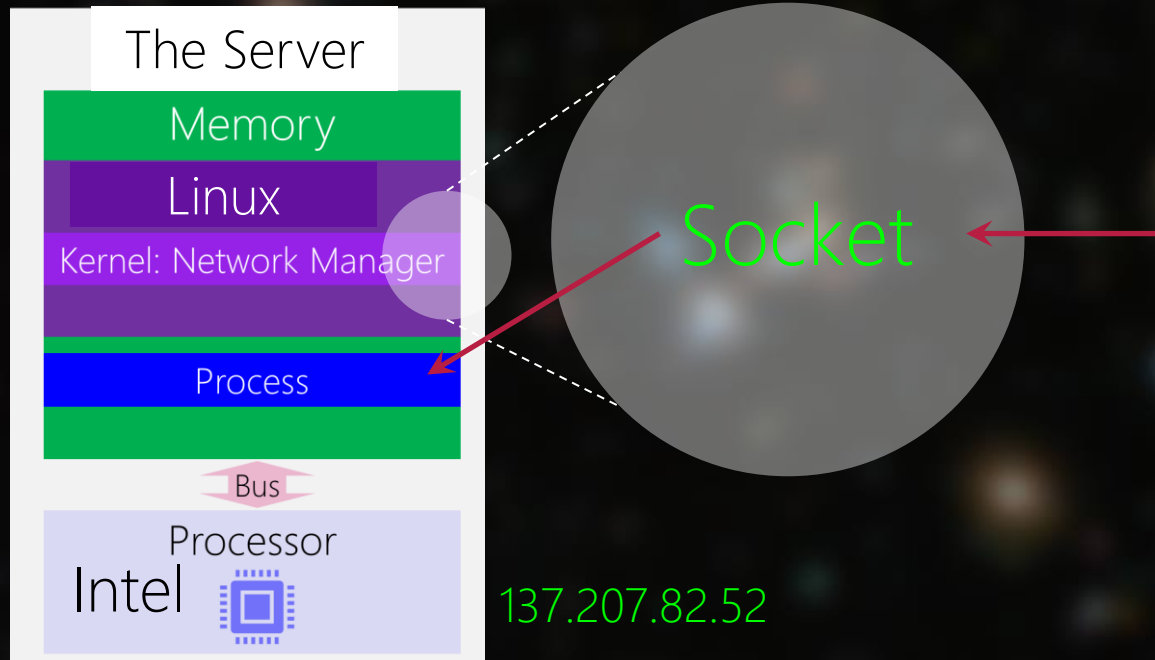 The Server
Memory
Linux
Kernel: Network Manager
Socket
Process
Bus
Processor
Intel
137.207.82.52